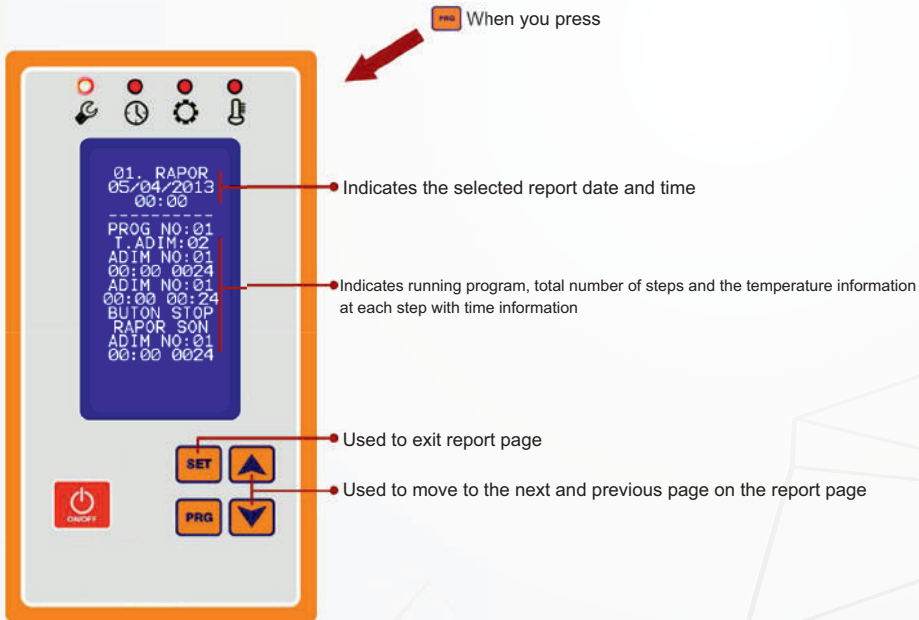 PRG When you press
01. RAPOR
05/04/2013
00:00
----------
PROG NO:01
T.ADIM:02
ADIM NO:01
00:00 0024
ADIM NO:01
00:00 00:24
BUTON STOP
RAPOR SON
ADIM NO:01
00:00 0024
Indicates the selected report date and time
Indicates running program, total number of steps and the temperature information
at each step with time information
Used to exit report page
Used to move to the next and previous page on the report page
SET
PRG
ON/OFF